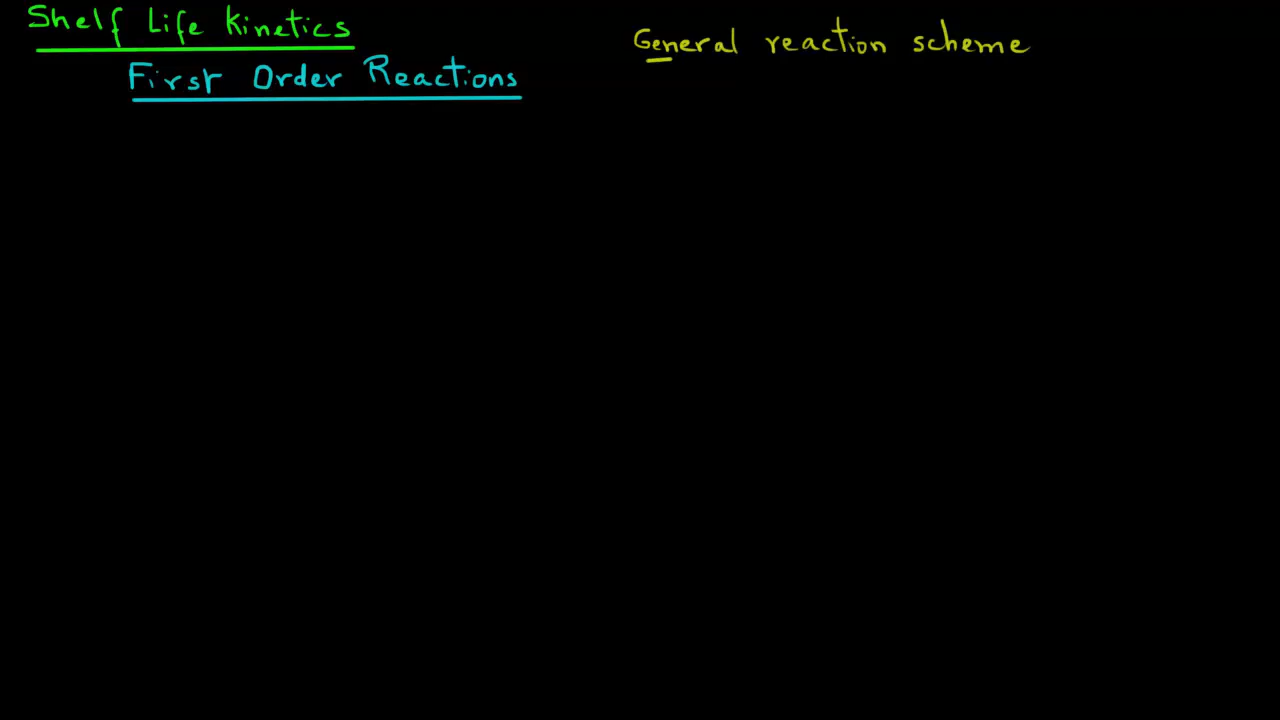 Shelf Life Kinetics
First Order Reactions
General reaction scheme